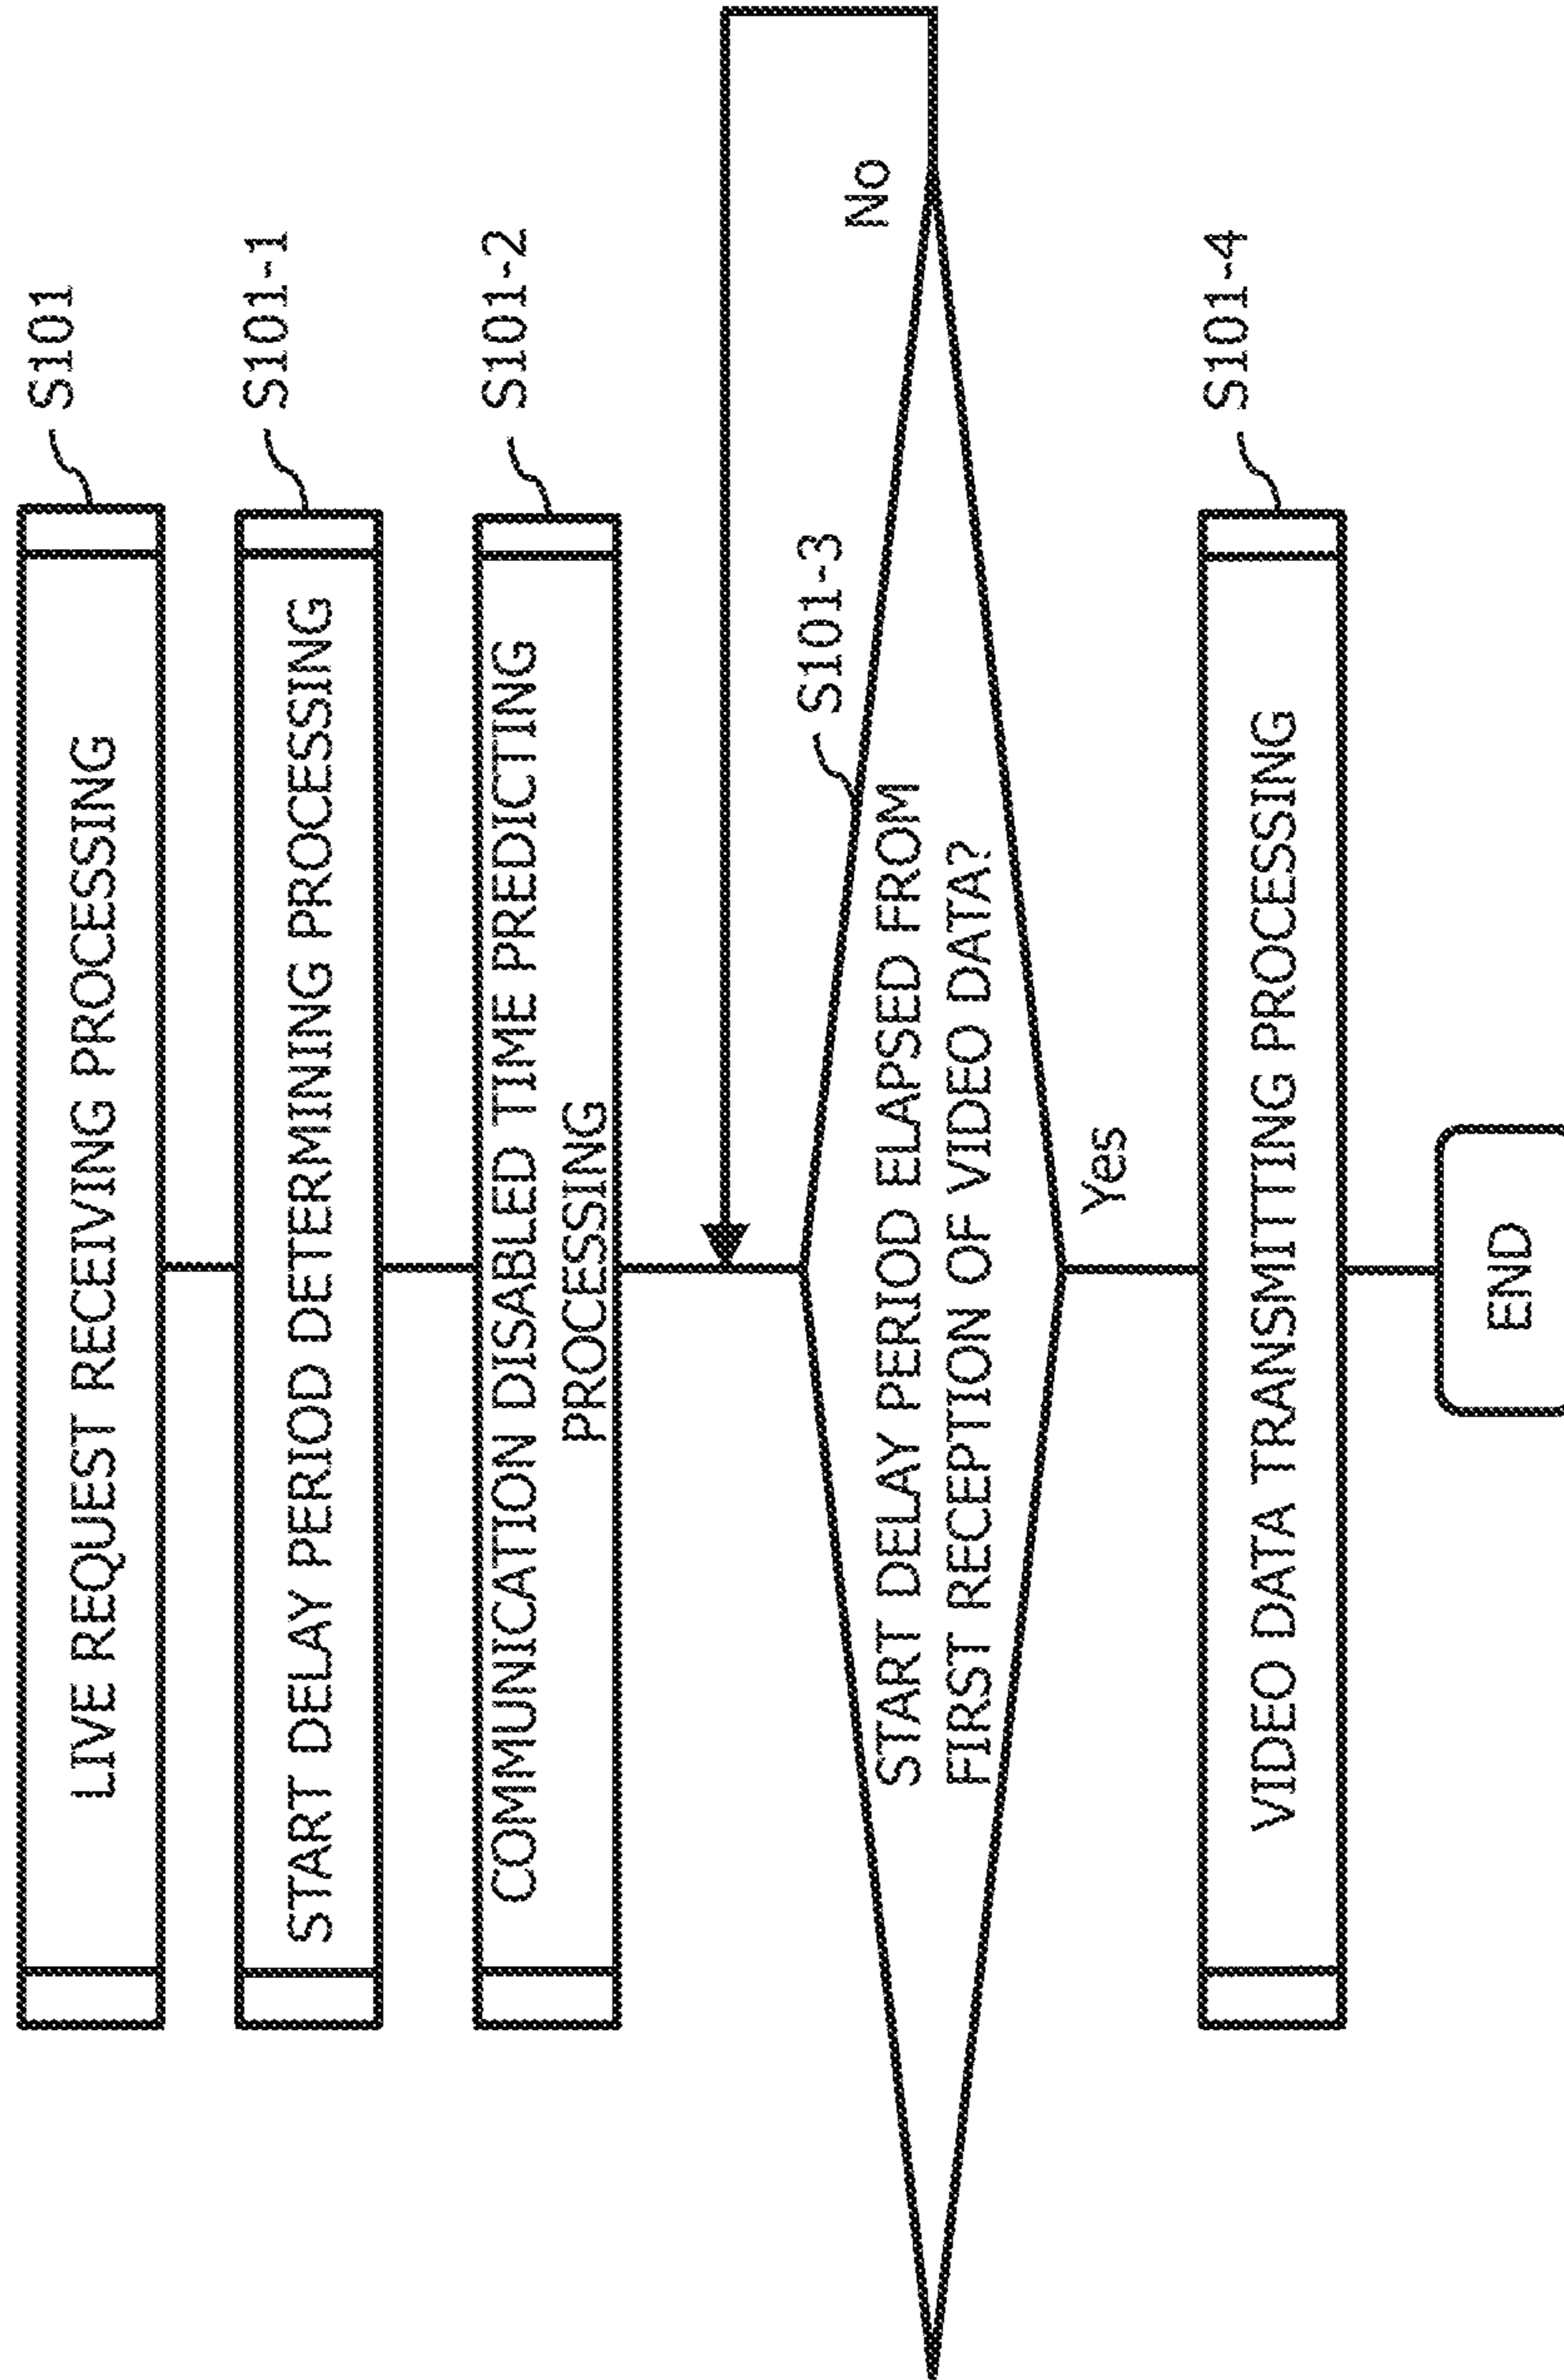 LIVE REQUEST RECEIVING PROCESSING
S101
START DELAY PERIOD DETERMINING PROCESSING
S101-1
COMMUNICATION DISABLED TIME PREDICTING
PROCESSING
S101-2
START DELAY PERIOD ELAPSED FROM
FIRST RECEPTION OF VIDEO DATA?
S101-3
No
Yes
VIDEO DATA TRANSMITTING PROCESSING
S101-4
END